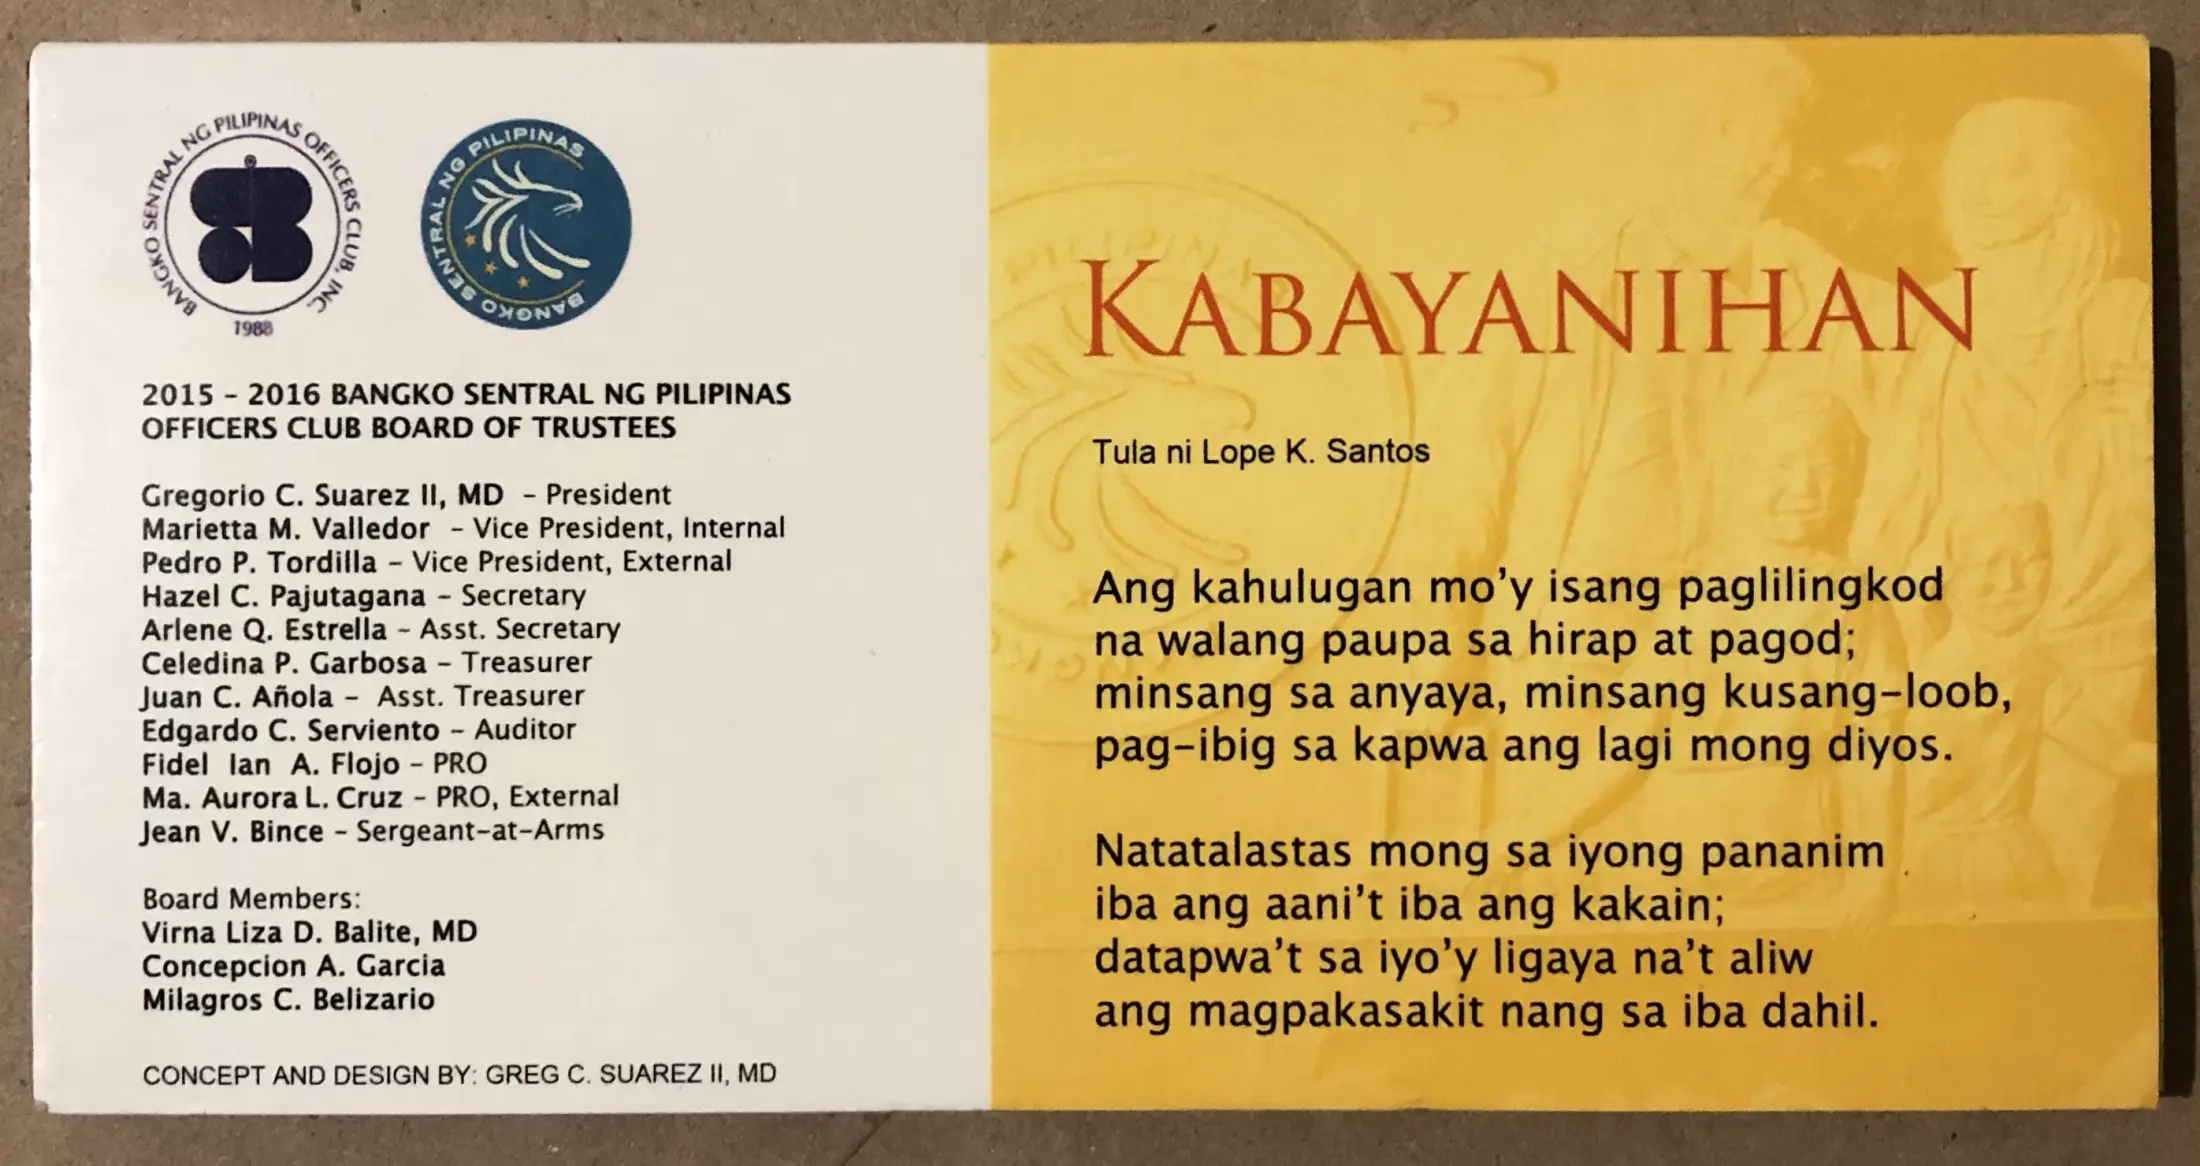 BANGKO SENTRAL NG PILIPINAS OFFICERS CLUB, INC.
1988
BANGKO SENTRAL NG PILIPINAS
2015 - 2016 BANGKO SENTRAL NG PILIPINAS
OFFICERS CLUB BOARD OF TRUSTEES
Gregorio C. Suarez II, MD - President
Marietta M. Valledor - Vice President, Internal
Pedro P. Tordilla - Vice President, External
Hazel C. Pajutagana - Secretary
Arlene Q. Estrella - Asst. Secretary
Celedina P. Garbosa - Treasurer
Juan C. Añola - Asst. Treasurer
Edgardo C. Serviento - Auditor
Fidel Ian A. Flojo - PRO
Ma. Aurora L. Cruz - PRO, External
Jean V. Bince - Sergeant-at-Arms
Board Members:
Virna Liza D. Balite, MD
Concepcion A. Garcia
Milagros C. Belizario
CONCEPT AND DESIGN BY: GREG C. SUAREZ II, MD
KABAYANIHAN
Tula ni Lope K. Santos
Ang kahulugan mo'y isang paglilingkod
na walang paupa sa hirap at pagod;
minsang sa anyaya, minsang kusang-loob,
pag-ibig sa kapwa ang lagi mong diyos.
Natatalastas mong sa iyong pananim
iba ang aani't iba ang kakain;
datapwa't sa iyo'y ligaya na't aliw
ang magpakasakit nang sa iba dahil.